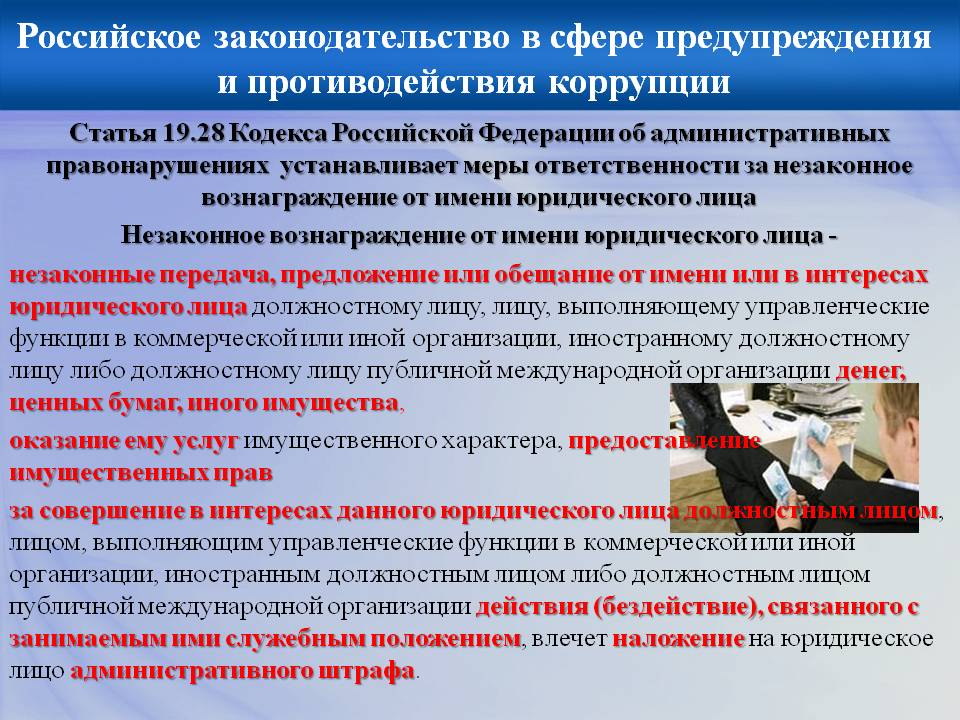 Российское законодательство в сфере предупреждения
и противодействия коррупции
Статья 19.28 Кодекса Российской Федерации об административных
правонарушениях устанавливает меры ответственности за незаконное
вознаграждение от имени юридического лица
Незаконное вознаграждение от имени юридического лица -
незаконные передача, предложение или обещание от имени или в интересах
юридического лица должностному лицу, лицу, выполняющему управленческие
функции в коммерческой или иной организации, иностранному должностному
лицу либо должностному лицу публичной международной организации денег,
ценных бумаг, иного имущества,
оказание ему услуг имущественного характера, предоставление
имущественных прав
за совершение в интересах данного юридического лица должностным лицом,
лицом, выполняющим управленческие функции в коммерческой или иной
организации, иностранным должностным лицом либо должностным лицом
публичной международной организации действия (бездействие), связанного с
занимаемым ими служебным положением, влечет наложение на юридическое
лицо административного штрафа.